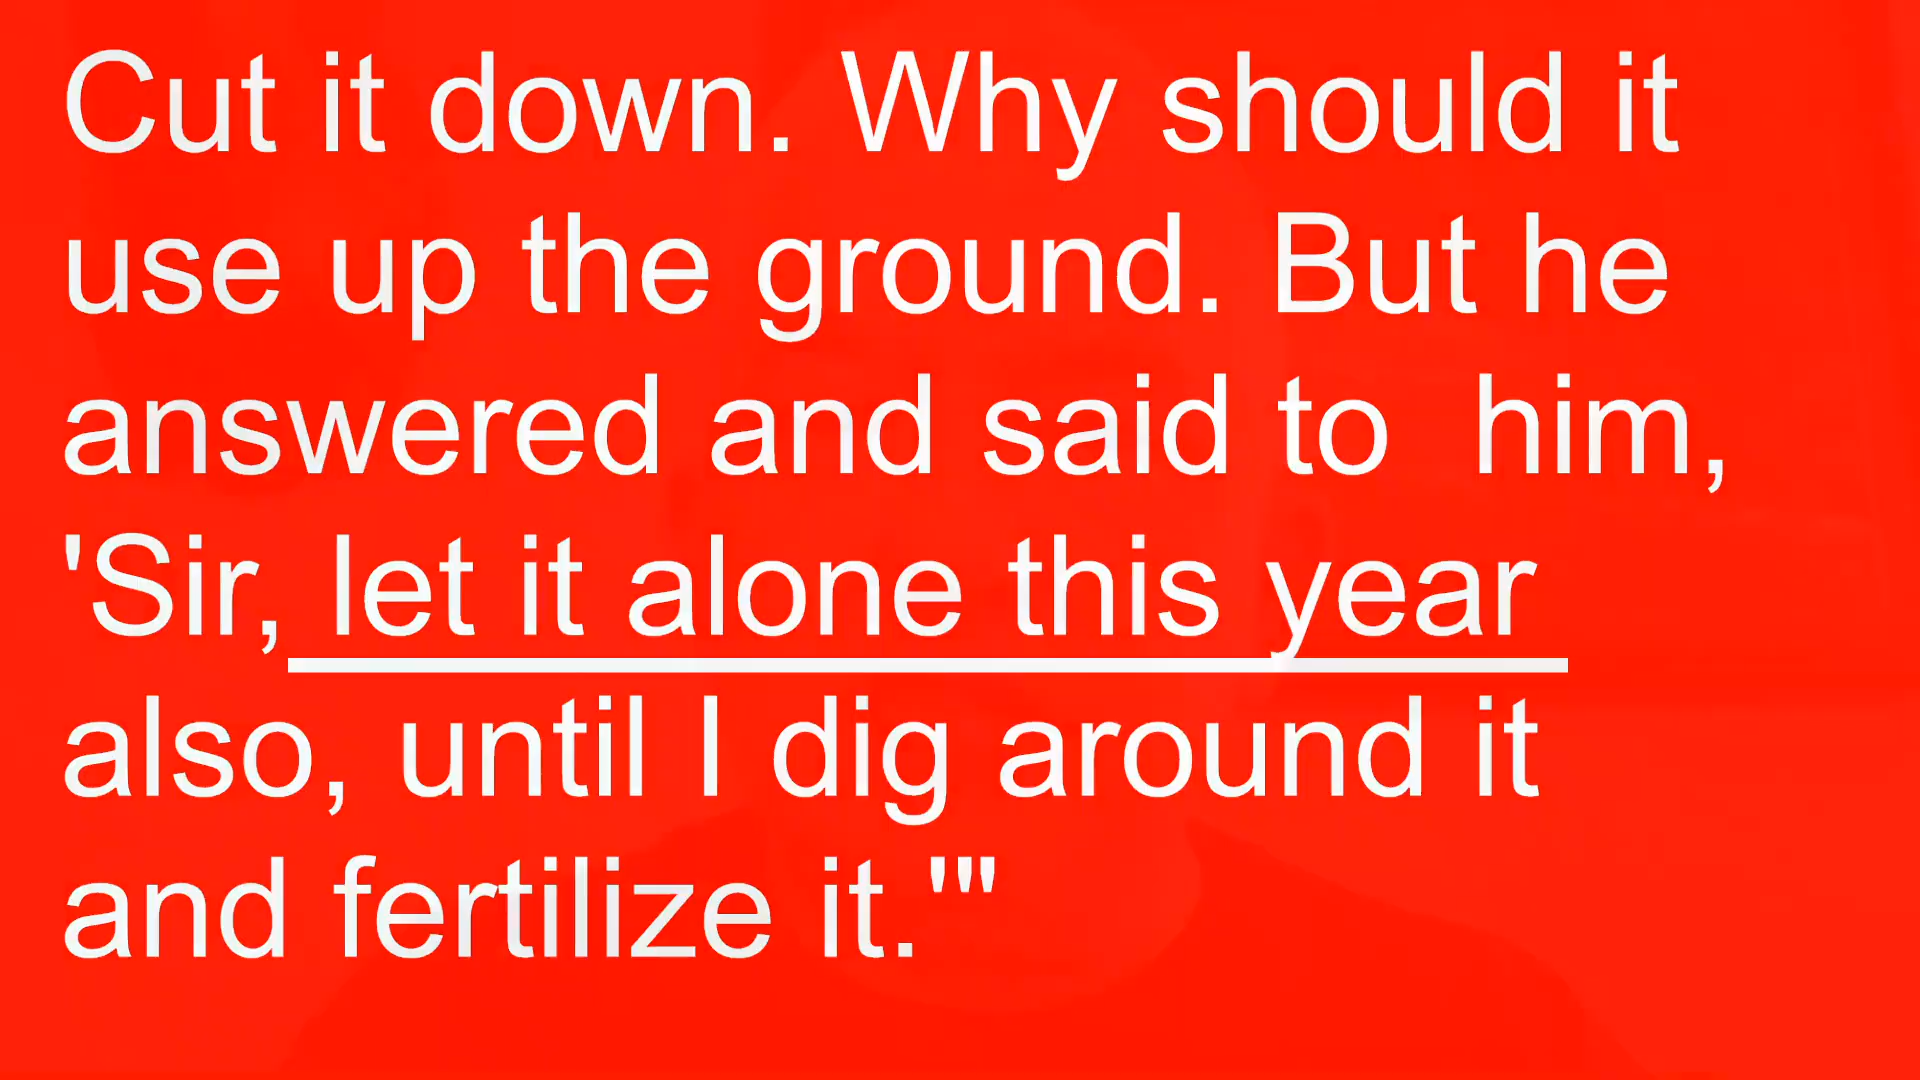 Cut it down. Why should it
use up the ground. But he
answered and said to  him,
'Sir, let it alone this year
also, until I dig around it
and fertilize it.'"